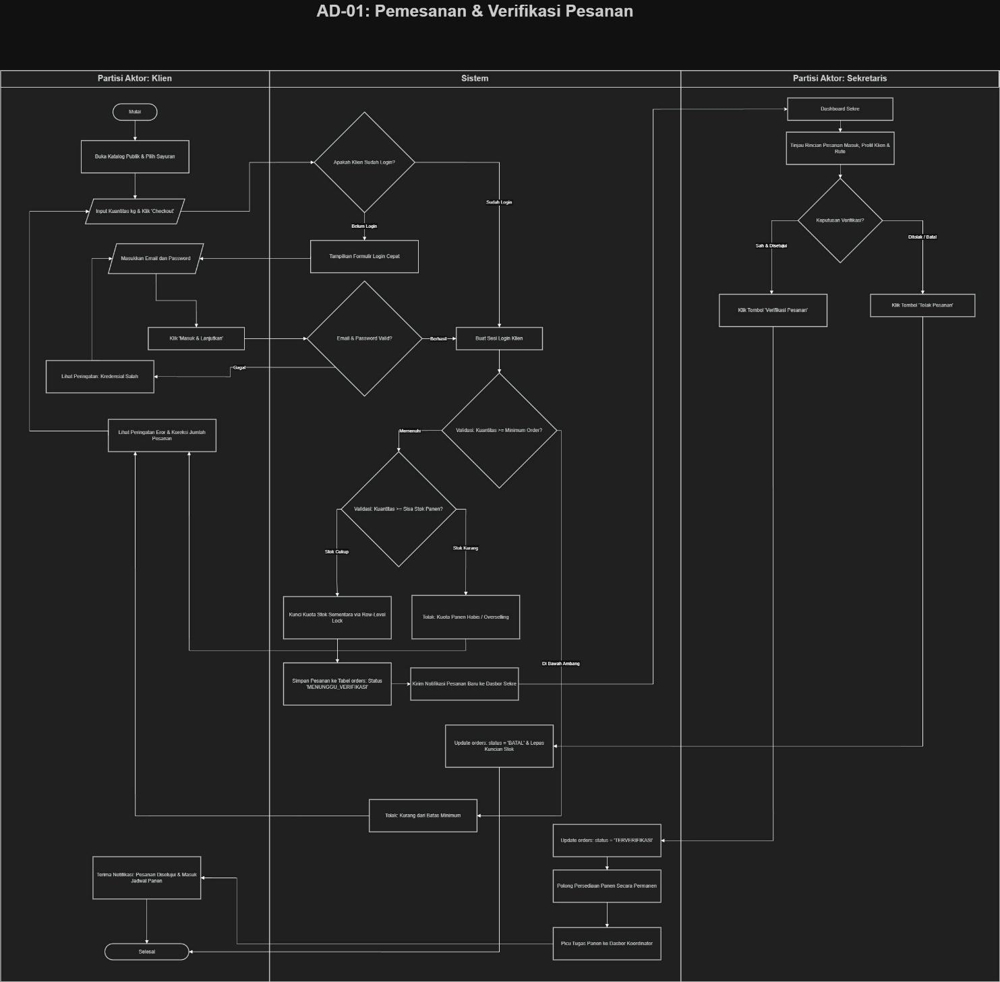 AD-01: Pemesanan & Verifikasi Pesanan
Partisi Aktor: Klien
Sistem
Partisi Aktor: Sekretaris
Mulai
Buka Katalog Publik & Pilih Sayuran
Input Kuantitas kg & Klik 'Checkout'
Masukkan Email dan Password
Klik 'Masuk & Lanjutkan'
Lihat Peringatan: Kredensial Salah
Lihat Peringatan Eror & Koreksi Jumlah
Pesanan
Terima Notifikasi: Pesanan Disetujui & Masuk
Jadwal Panen
Selesai
Apakah Klien Sudah Login?
Sudah Login
Belum Login
Tampilkan Formulir Login Cepat
Email & Password Valid?
Berhasil
Gagal
Buat Sesi Login Klien
Validasi: Kuantitas >= Minimum Order?
Memenuhi
Validasi: Kuantitas >= Sisa Stok Panen?
Stok Cukup
Stok Kurang
Kunci Kuota Stok Sementara via Row-Level
Lock
Tolak: Kuota Panen Habis / Overselling
Di Bawah Ambang
Simpan Pesanan ke Tabel orders: Status
'MENUNGGU_VERIFIKASI'
Kirim Notifikasi Pesanan Baru ke Dasbor Sekre
Update orders: status = 'BATAL' & Lepas
Kuncian Stok
Tolak: Kurang dari Batas Minimum
Update orders: status = 'TERVERIFIKASI'
Potong Persediaan Panen Secara Permanen
Picu Tugas Panen ke Dasbor Koordinator
Dashboard Sekre
Tinjau Rincian Pesanan Masuk, Profil Klien &
Rute
Keputusan Verifikasi?
Sah & Disetujui
Ditolak / Batal
Klik Tombol 'Verifikasi Pesanan'
Klik Tombol 'Tolak Pesanan'